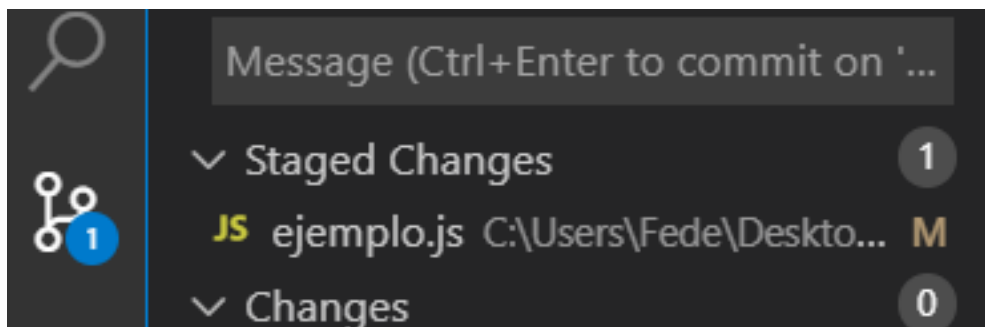 Message (Ctrl+Enter to commit on '...
Staged Changes 1
1
JS ejemplo.js C:\Users\Fede\Deskto... M
Changes 0